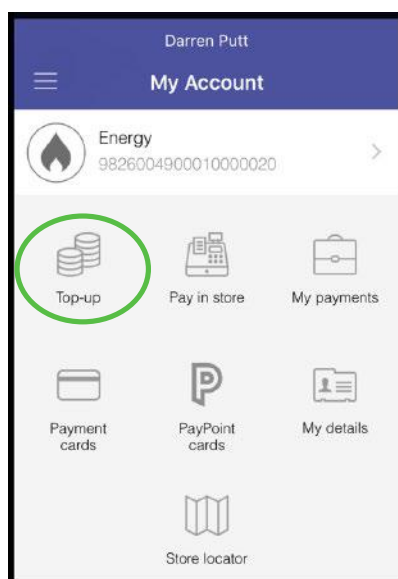 Darren Putt
My Account
Energy
9826004900010000020
Top-up
Pay in store
My payments
Payment
cards
PayPoint
cards
My details
Store locator